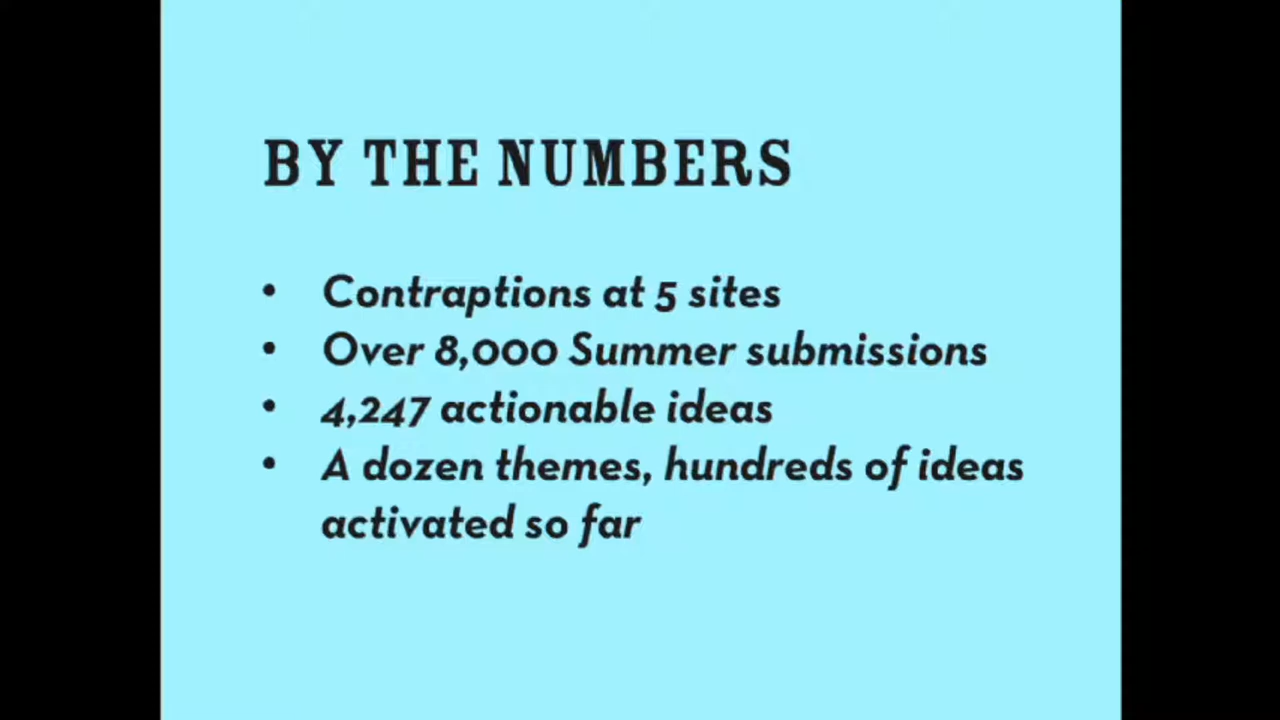 BY THE NUMBERS
• Contraptions at 5 sites
• Over 8,000 Summer submissions
• 4,247 actionable ideas
• A dozen themes, hundreds of ideas
activated so far